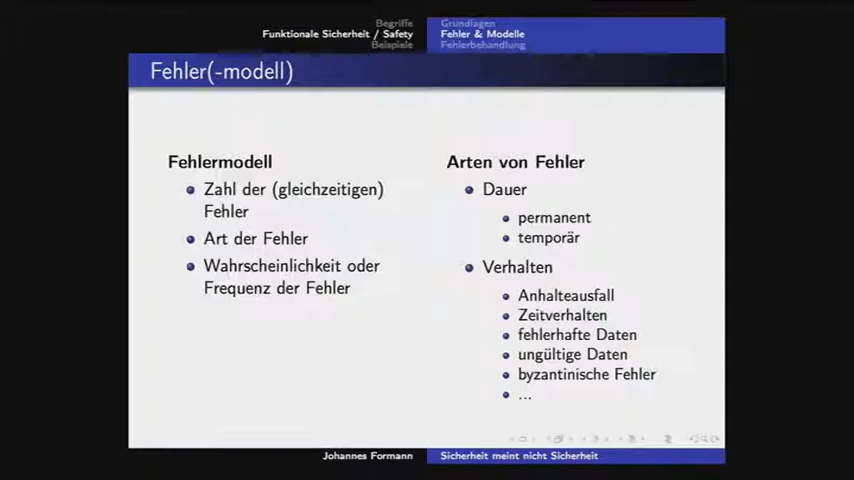 Begriffe
Funktionale Sicherheit / Safety
Beispiele
Grundlagen
Fehler & Modelle
Fehlerbehandlung
Fehler(-modell)
Fehlermodell
Zahl der (gleichzeitigen)
Fehler
Art der Fehler
Wahrscheinlichkeit oder
Frequenz der Fehler
Arten von Fehler
Dauer
permanent
temporär
Verhalten
Anhalteausfall
Zeitverhalten
fehlerhafte Daten
ungültige Daten
byzantinische Fehler
...
Johannes Formann
Sicherheit meint nicht Sicherheit